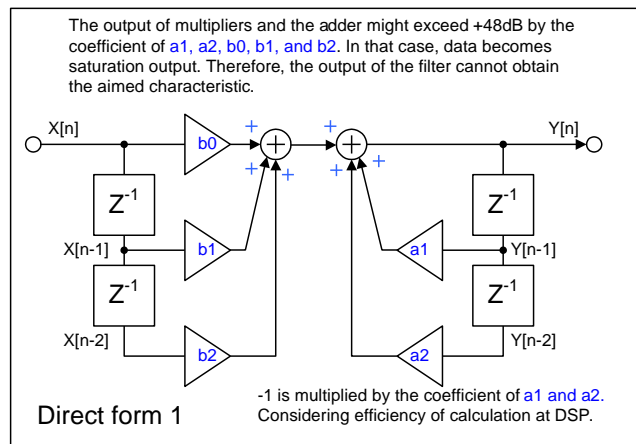 The output of multipliers and the adder might exceed +48dB by the
coefficient of a1, a2, b0, b1, and b2. In that case, data becomes
saturation output. Therefore, the output of the filter cannot obtain
the aimed characteristic.
X[n]
Y[n]
b0
+
+
+
+
+
+
+
+
Z-1
Z-1
X[n-1]
b1
a1
Y[n-1]
Z-1
Z-1
X[n-2]
b2
a2
Y[n-2]
Direct form 1
-1 is multiplied by the coefficient of a1 and a2.
Considering efficiency of calculation at DSP.